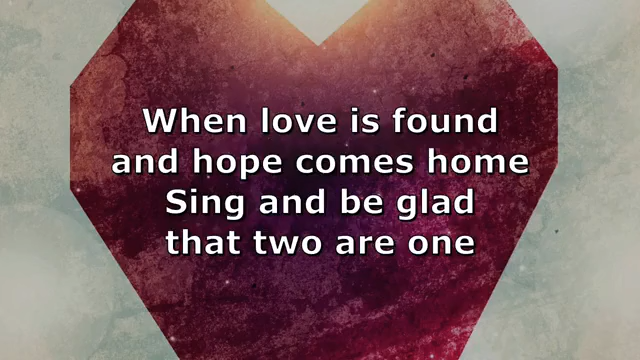 When love is found
and hope comes home
Sing and be glad
that two are one